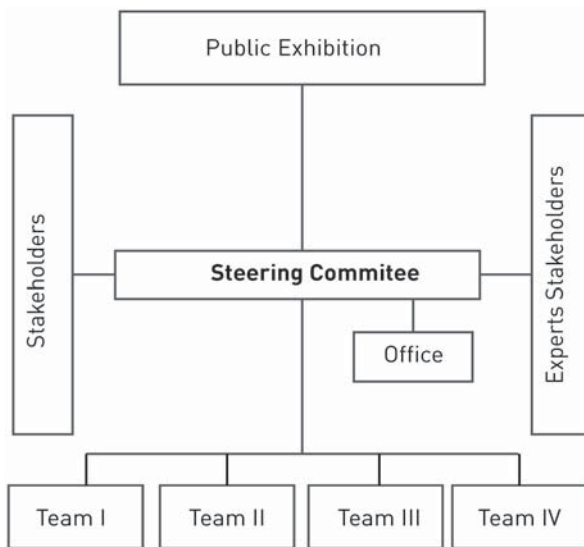 Public Exhibition
Stakeholders
Steering Commitee
Experts Stakeholders
Office
Team I
Team II
Team III
Team IV